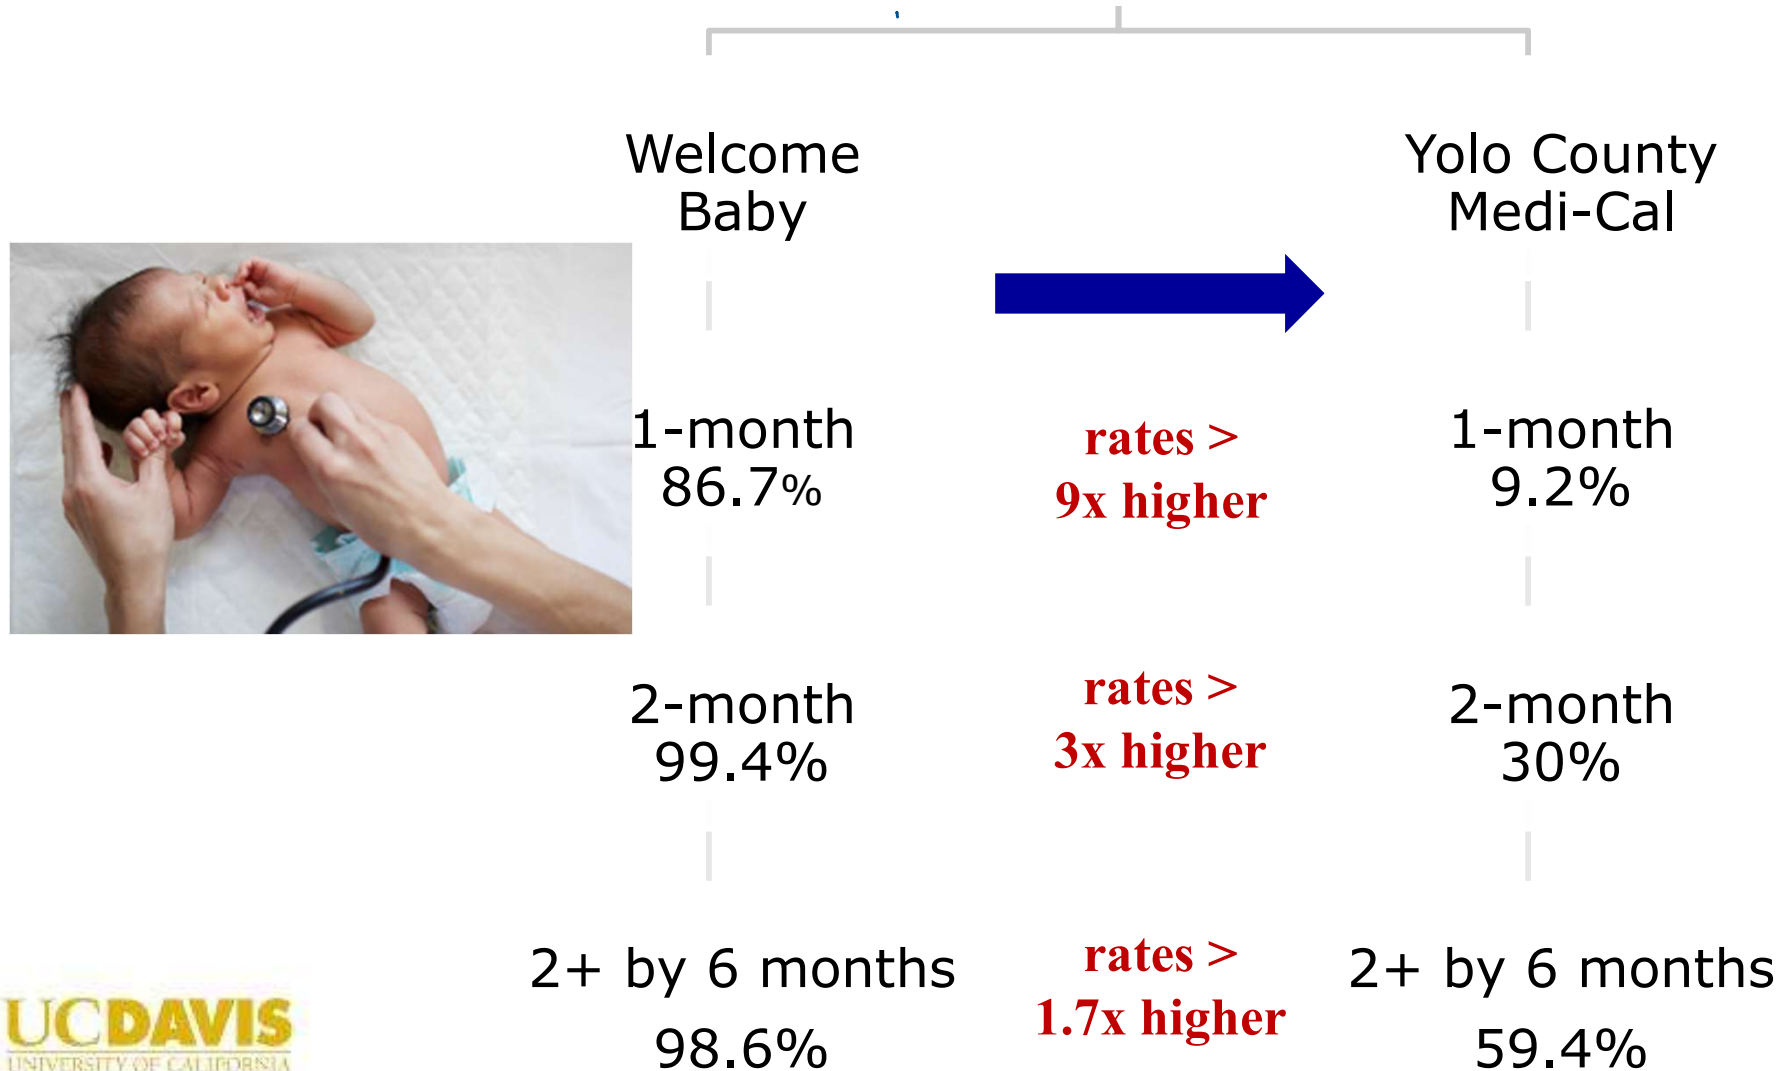 Welcome
Baby
Yolo County
Medi-Cal
1-month
86.7%
rates >
9x higher
1-month
9.2%
2-month
99.4%
rates >
3x higher
2-month
30%
2+ by 6 months
98.6%
rates >
1.7x higher
2+ by 6 months
59.4%
UCDAVIS
UNIVERSITY OF CALIFORNIA